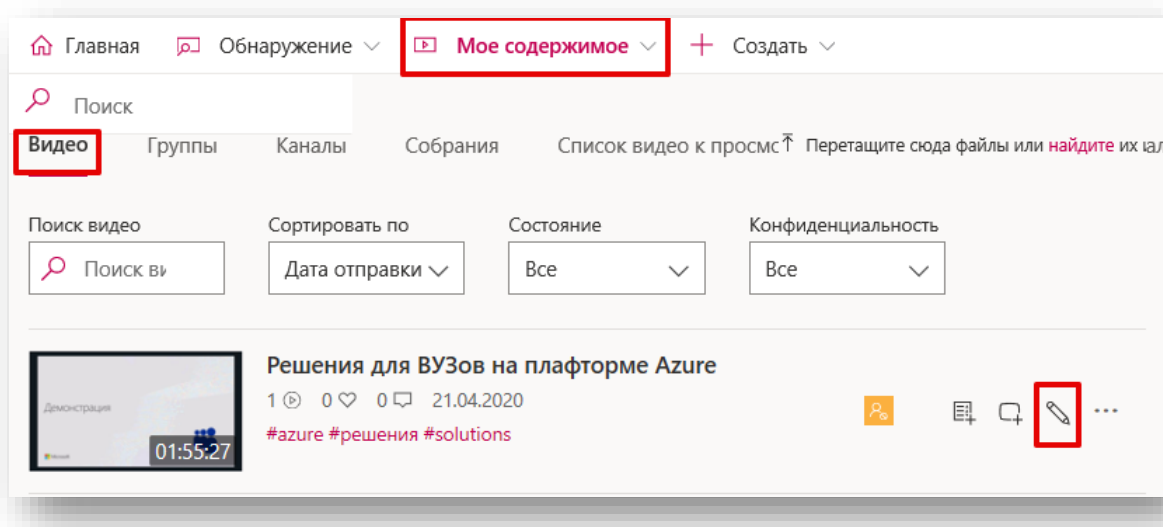 Главная Обнаружение Мое содержимое Создать
Поиск
Видео Группы Каналы Собрания Список видео к просмс Перетащите сюда файлы или найдите их
Поиск видео Сортировать по Состояние Конфиденциальность
Поиск ви Дата отправки Все Все
Решения для ВУЗов на плафторме Azure
1 0 0 21.04.2020
#azure #решения #solutions
Демонстрация
01:55:27
Microsoft